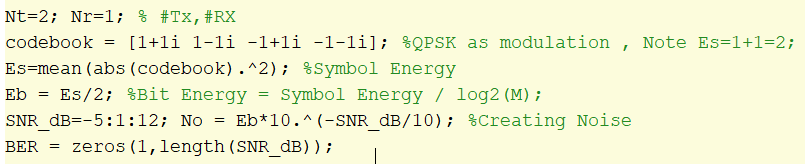 Nt=2; Nr=1; % #Tx,#RX
codebook = [1+1i 1-1i -1+1i -1-1i]; %QPSK as modulation , Note Es=1+1=2;
Es=mean(abs(codebook).^2); %Symbol Energy
Eb = Es/2; %Bit Energy = Symbol Energy / log2(M);
SNR_dB=-5:1:12; No = Eb*10.^(-SNR_dB/10); %Creating Noise
BER = zeros(1,length(SNR_dB));